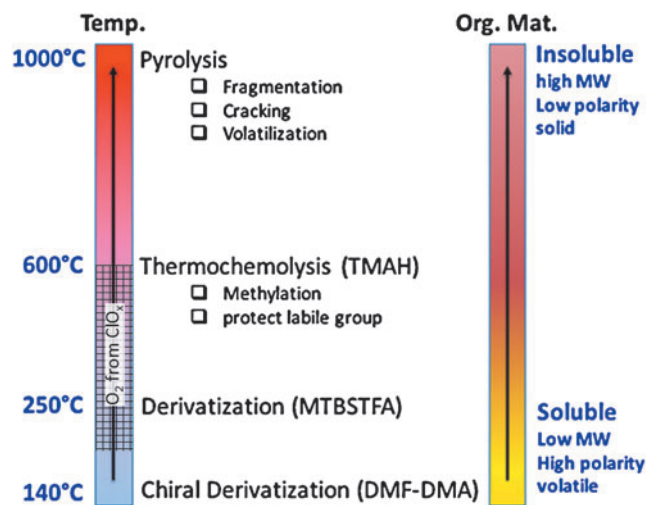 Temp.
1000°C
Pyrolysis
❑ Fragmentation
❑ Cracking
❑ Volatilization
600°C
Thermochemolysis (TMAH)
❑ Methylation
❑ protect labile group
O₂ from ClOₓ
250°C
Derivatization (MTBSTFA)
140°C
Chiral Derivatization (DMF-DMA)
Org. Mat.
Insoluble
high MW
Low polarity
solid
Soluble
Low MW
High polarity
volatile